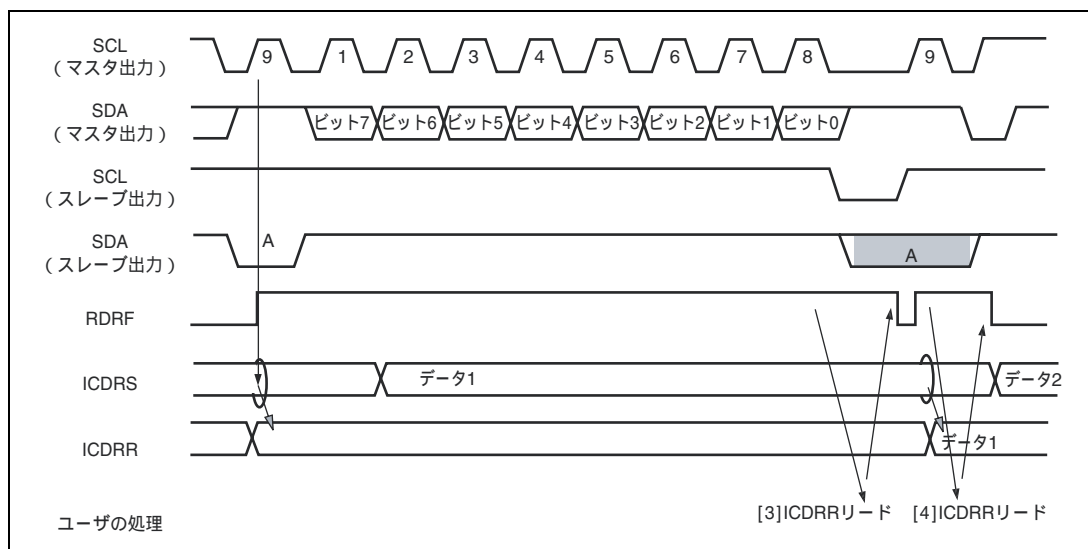 SCL
(マスタ出力)
9 1 2 3 4 5 6 7 8 9
SDA
(マスタ出力)
ビット7 ビット6 ビット5 ビット4 ビット3 ビット2 ビット1 ビット0
SCL
(スレーブ出力)
SDA
(スレーブ出力)
A A
RDRF
ICDRS
データ1 データ2
ICDRR
データ1
ユーザの処理
[3]ICDRRリード [4]ICDRRリード